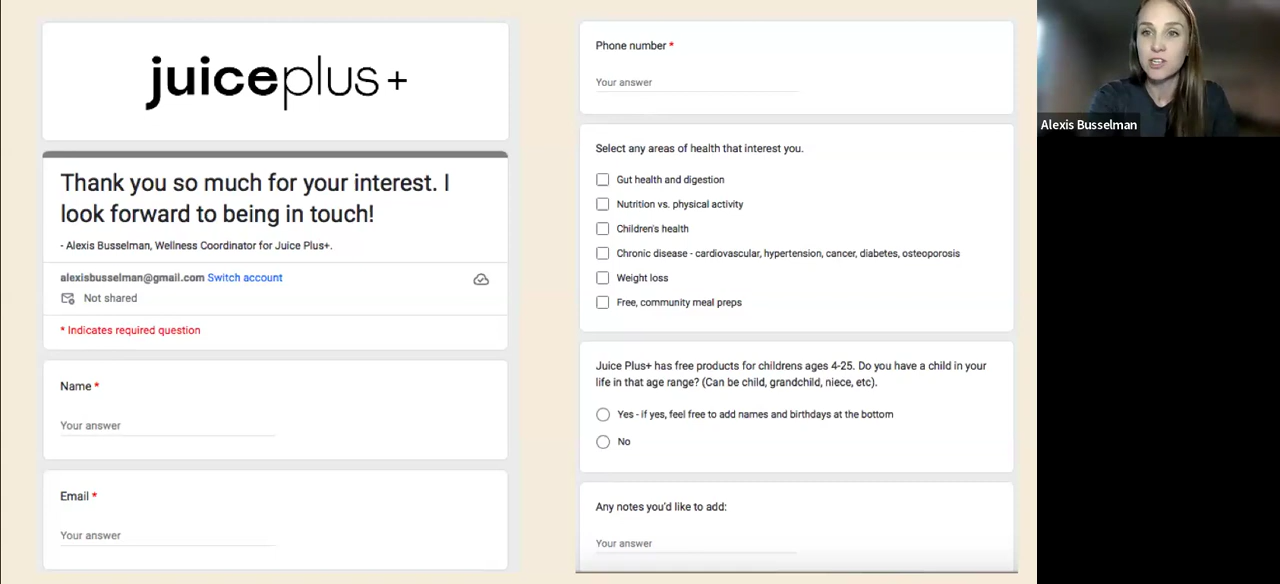 juiceplus+
Thank you so much for your interest. I
look forward to being in touch!
- Alexis Busselman, Wellness Coordinator for Juice Plus+.
alexisbusselman@gmail.com Switch account
Not shared
* Indicates required question
Name *
Your answer
Email *
Your answer
Phone number *
Your answer
Select any areas of health that interest you.
Gut health and digestion
Nutrition vs. physical activity
Children's health
Chronic disease - cardiovascular, hypertension, cancer, diabetes, osteoporosis
Weight loss
Free, community meal preps
Juice Plus+ has free products for childrens ages 4-25. Do you have a child in your
life in that age range? (Can be child, grandchild, niece, etc).
Yes - if yes, feel free to add names and birthdays at the bottom
No
Any notes you'd like to add:
Your answer
Alexis Busselman